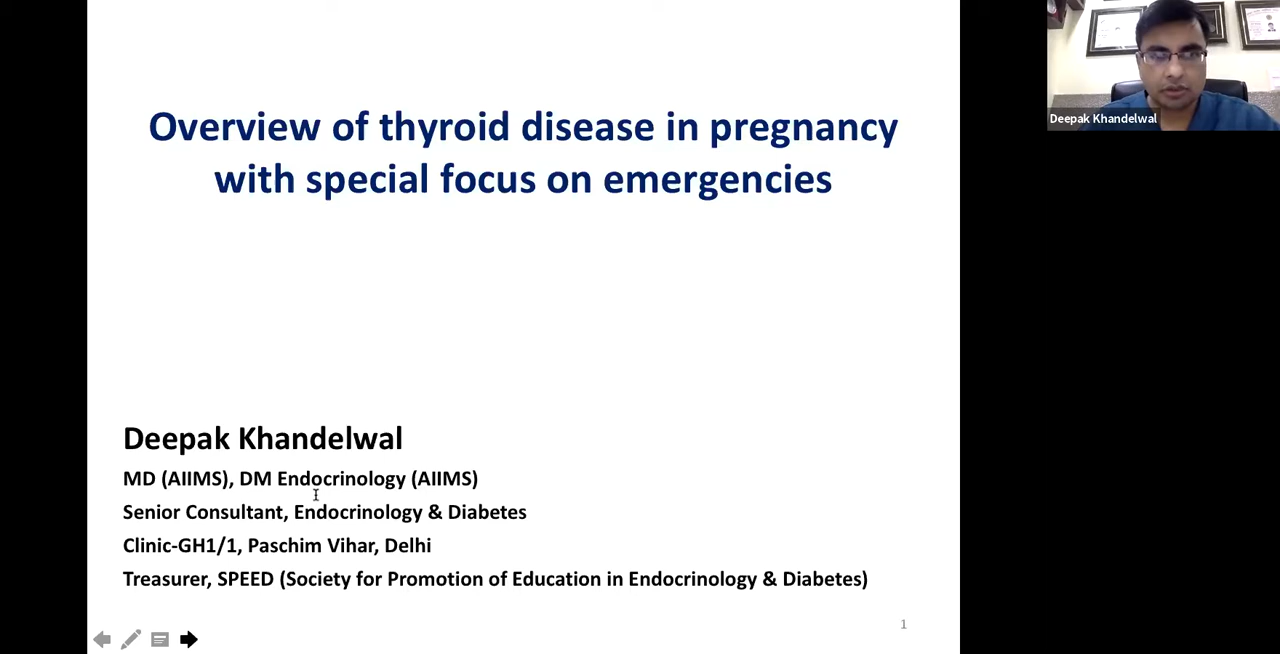 Overview of thyroid disease in pregnancy
with special focus on emergencies
Deepak Khandelwal
Deepak Khandelwal
MD (AIIMS), DM Endocrinology (AIIMS)
Senior Consultant, Endocrinology & Diabetes
Clinic-GH1/1, Paschim Vihar, Delhi
Treasurer, SPEED (Society for Promotion of Education in Endocrinology & Diabetes)
1